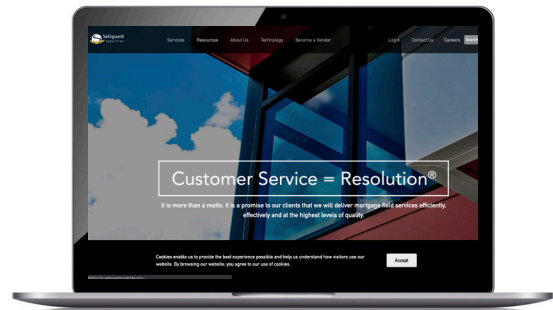 Safeguard
Properties
Services Resources About Us Technology Become a Vendor Login Contact Us Careers Search
Customer Service = Resolution®
It is more than a motto. It is a promise to our clients that we will deliver mortgage field services efficiently,
effectively and at the highest levels of quality.
Cookies enable us to provide the best experience possible and help us understand how visitors use our
website. By browsing our website, you agree to our use of cookies.
Accept